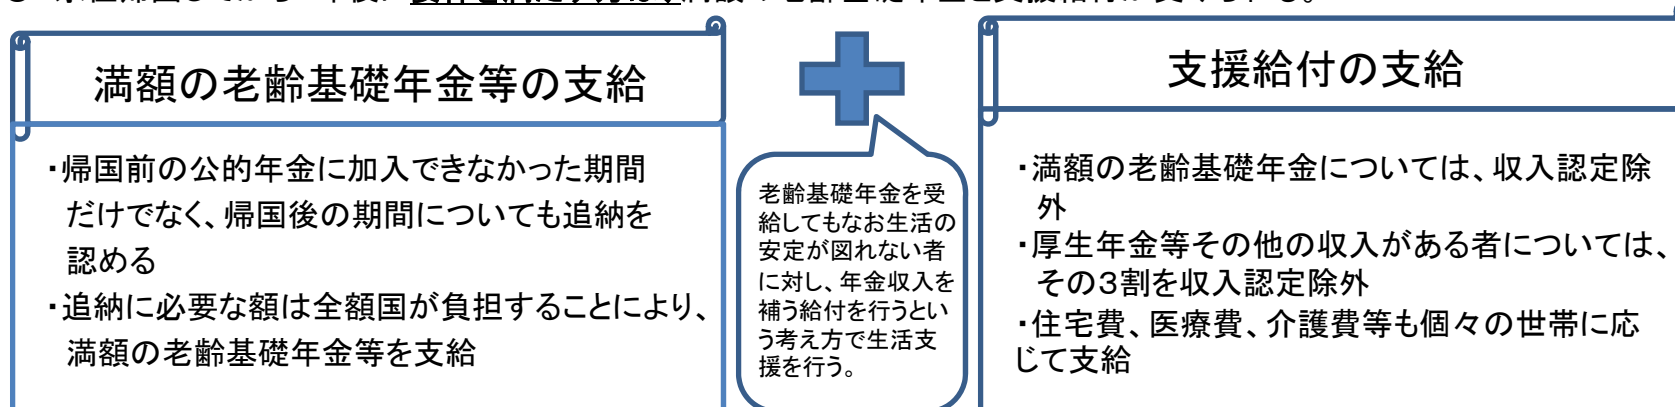 満額の老齢基礎年金等の支給
・帰国前の公的年金に加入できなかった期間
だけでなく、帰国後の期間についても追納を
認める
・追納に必要な額は全額国が負担することにより、
満額の老齢基礎年金等を支給
老齢基礎年金を受
給してもなお生活の
安定が図れない者
に対し、年金収入を
補う給付を行うとい
う考え方で生活支
援を行う。
支援給付の支給
・満額の老齢基礎年金については、収入認定除
外
・厚生年金等その他の収入がある者については、
その3割を収入認定除外
・住宅費、医療費、介護費等も個々の世帯に応
じて支給